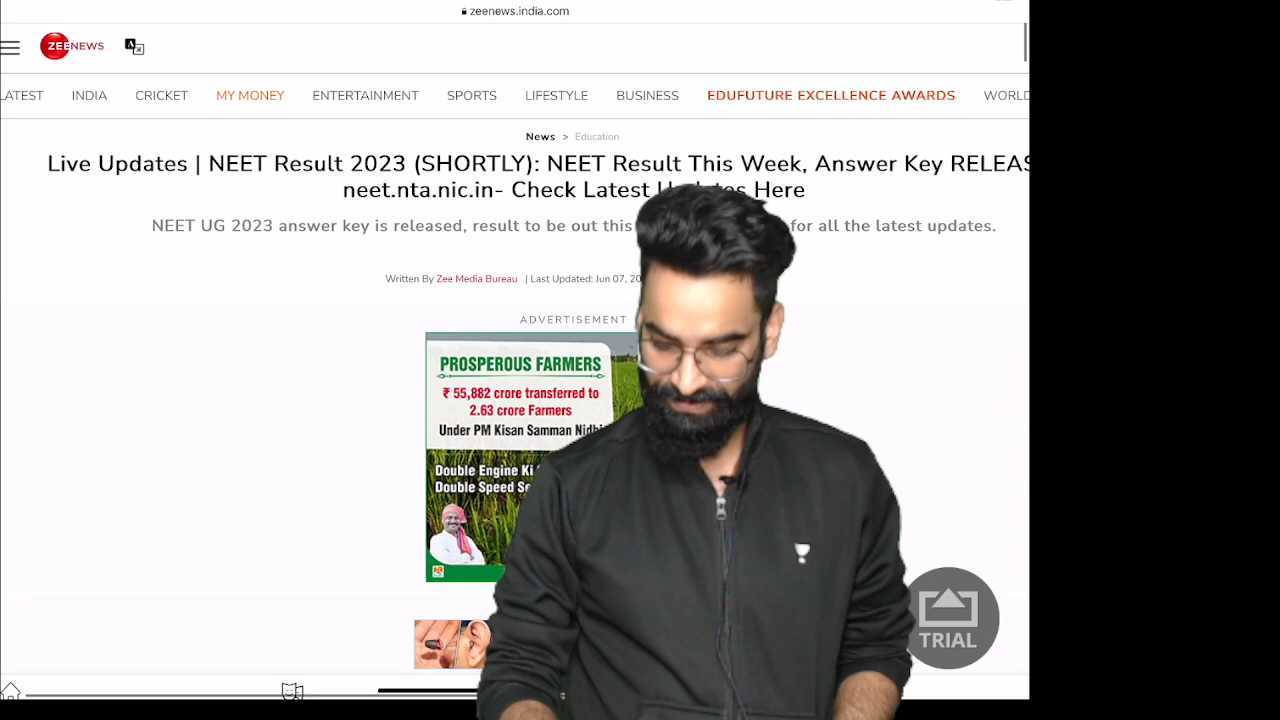 zeenews.india.com
ZEENEWS
LATEST INDIA CRICKET MY MONEY ENTERTAINMENT SPORTS LIFESTYLE BUSINESS EDUFUTURE EXCELLENCE AWARDS WORLD
News > Education
Live Updates | NEET Result 2023 (SHORTLY): NEET Result This Week, Answer Key
neet.nta.nic.in- Check Latest Here
NEET UG 2023 answer key is released, result to be out this for all the latest updates.
Written By Zee Media Bureau | Last Updated: Jun 07,
ADVERTISEMENT
PROSPEROUS FARMERS
₹ 55,882 crore transferred to
2.63 crore Farmers
Under PM Kisan Samman Nidhi
Double Engine Ki
Double Speed
TRIAL